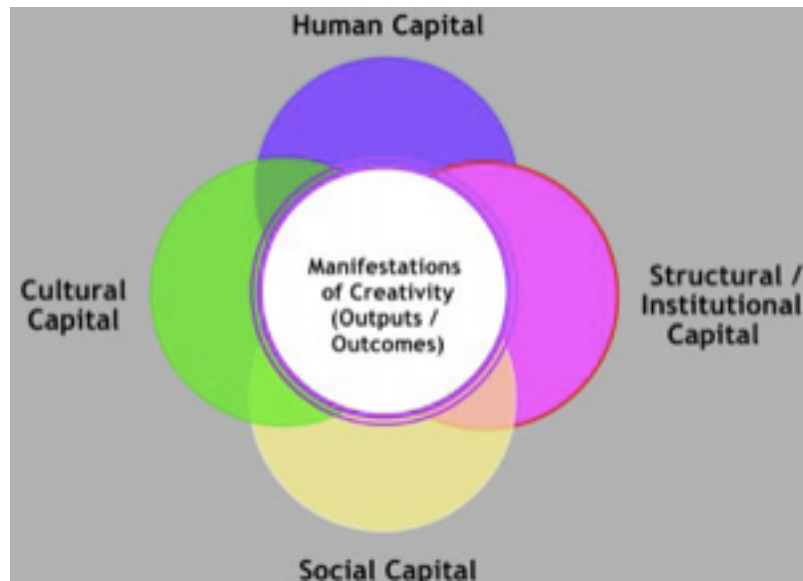 Human Capital
Cultural
Capital
Manifestations
of Creativity
(Outputs /
Outcomes)
Structural /
Institutional
Capital
Social Capital